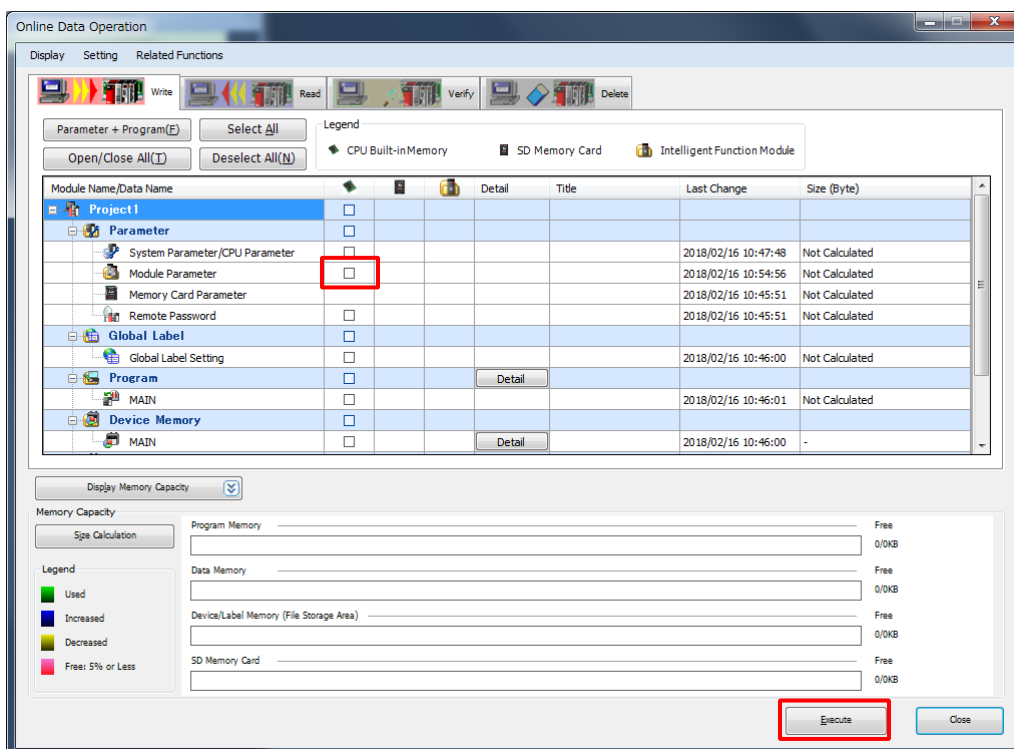 Online Data Operation
Display Setting Related Functions
Write Read Verify Delete
Parameter + Program(F) Select All Legend
CPU Built-inMemory SD Memory Card Intelligent Function Module
Open/Close All(T) Deselect All(N)
Module Name/Data Name Detail Title Last Change Size (Byte)
Project1
Parameter
System Parameter/CPU Parameter 2018/02/16 10:47:48 Not Calculated
Module Parameter 2018/02/16 10:54:56 Not Calculated
Memory Card Parameter 2018/02/16 10:45:51 Not Calculated
Remote Password 2018/02/16 10:45:51 Not Calculated
Global Label
Global Label Setting 2018/02/16 10:46:00 Not Calculated
Program Detail
MAIN 2018/02/16 10:46:01 Not Calculated
Device Memory
MAIN Detail 2018/02/16 10:46:00 -
Display Memory Capacity
Memory Capacity
Size Calculation Program Memory Free
0/0KB
Legend Data Memory Free
Used 0/0KB
Increased Device/Label Memory (File Storage Area) Free
Decreased 0/0KB
Free: 5% or Less SD Memory Card Free
0/0KB
Execute Close